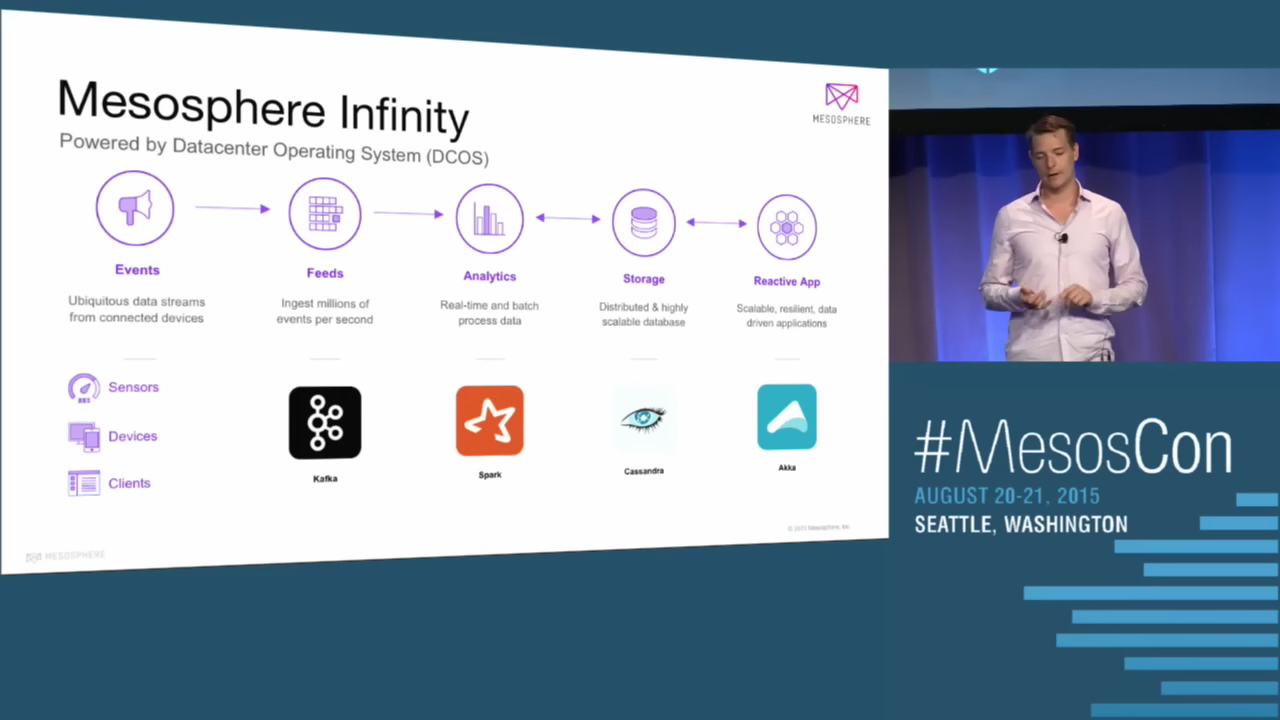 Mesosphere Infinity
Powered by Datacenter Operating System (DCOS)
MESOSPHERE
Events
Ubiquitous data streams
from connected devices
Feeds
Ingest millions of
events per second
Analytics
Real-time and batch
process data
Storage
Distributed & highly
scalable database
Reactive App
Scalable, resilient, data
driven applications
Sensors
Devices
Clients
Kafka
Spark
Cassandra
Akka
© 2015 Mesosphere, Inc.
MESOSPHERE
#MesosCon
AUGUST 20-21, 2015
SEATTLE, WASHINGTON